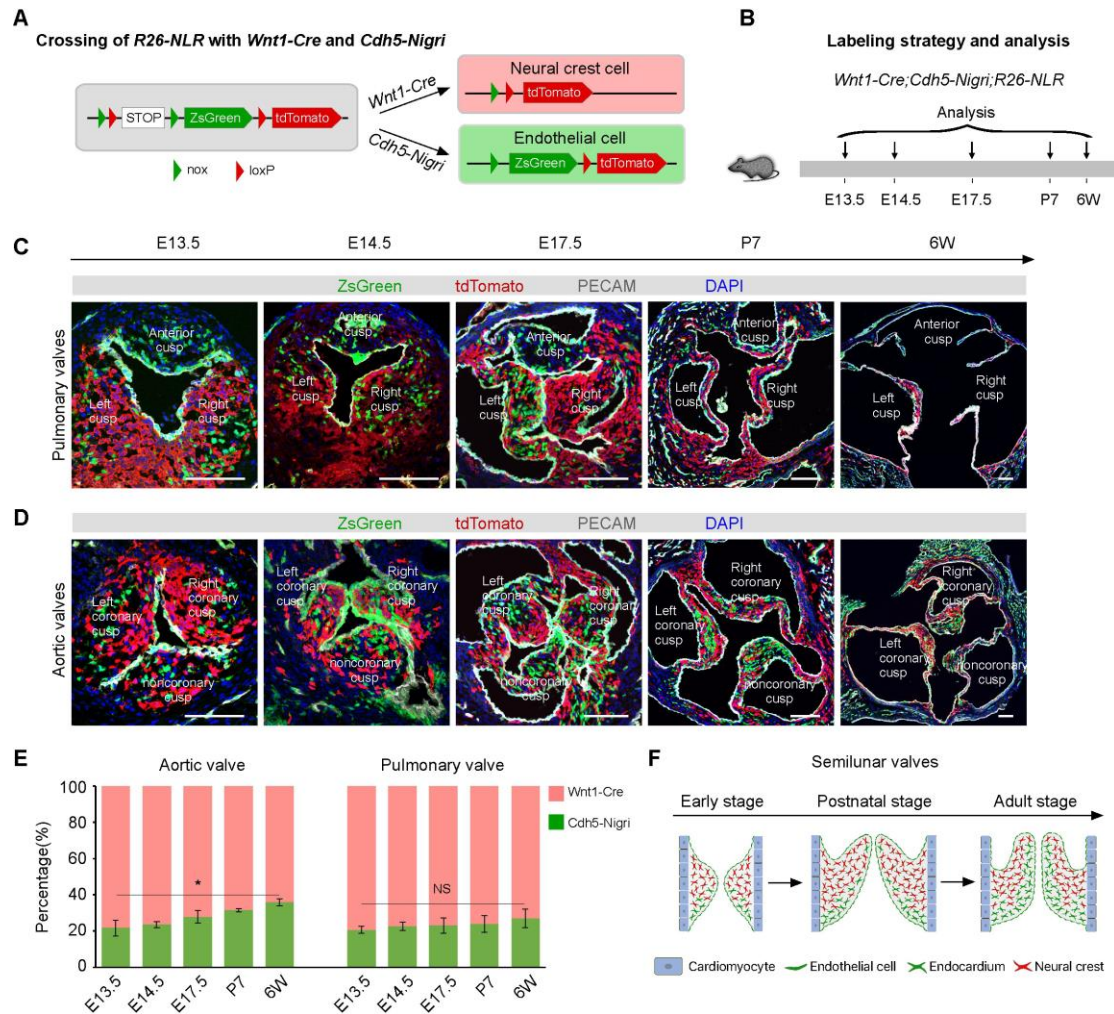 A
Crossing of R26-NLR with Wnt1-Cre and Cdh5-Nigri
STOP
ZsGreen
tdTomato
nox
loxP
Wnt1-Cre
Cdh5-Nigri
Neural crest cell
tdTomato
Endothelial cell
ZsGreen
tdTomato
B
Labeling strategy and analysis
Wnt1-Cre;Cdh5-Nigri;R26-NLR
Analysis
E13.5 E14.5 E17.5 P7 6W
C
E13.5 E14.5 E17.5 P7 6W
ZsGreen tdTomato PECAM DAPI
Pulmonary valves
Anterior
cusp
Left
cusp
Right
cusp
Anterior
cusp
Left
cusp
Right
cusp
Anterior
cusp
Left
cusp
Right
cusp
Anterior
cusp
Left
cusp
Right
cusp
Anterior
cusp
Left
cusp
Right
cusp
D
ZsGreen tdTomato PECAM DAPI
Aortic valves
Left
coronary
cusp
Right
coronary
cusp
noncoronary
cusp
Left
coronary
cusp
Right
coronary
cusp
noncoronary
cusp
Left
coronary
cusp
Right
coronary
cusp
noncoronary
cusp
Right
coronary
cusp
Left
coronary
cusp
noncoronary
cusp
Right
coronary
cusp
Left
coronary
cusp
noncoronary
cusp
E
Aortic valve
Pulmonary valve
Percentage(%)
100
80
60
40
20
0
*
NS
Wnt1-Cre
Cdh5-Nigri
E13.5 E14.5 E17.5 P7 6W
E13.5 E14.5 E17.5 P7 6W
F
Semilunar valves
Early stage Postnatal stage Adult stage
Cardiomyocyte Endothelial cell Endocardium Neural crest